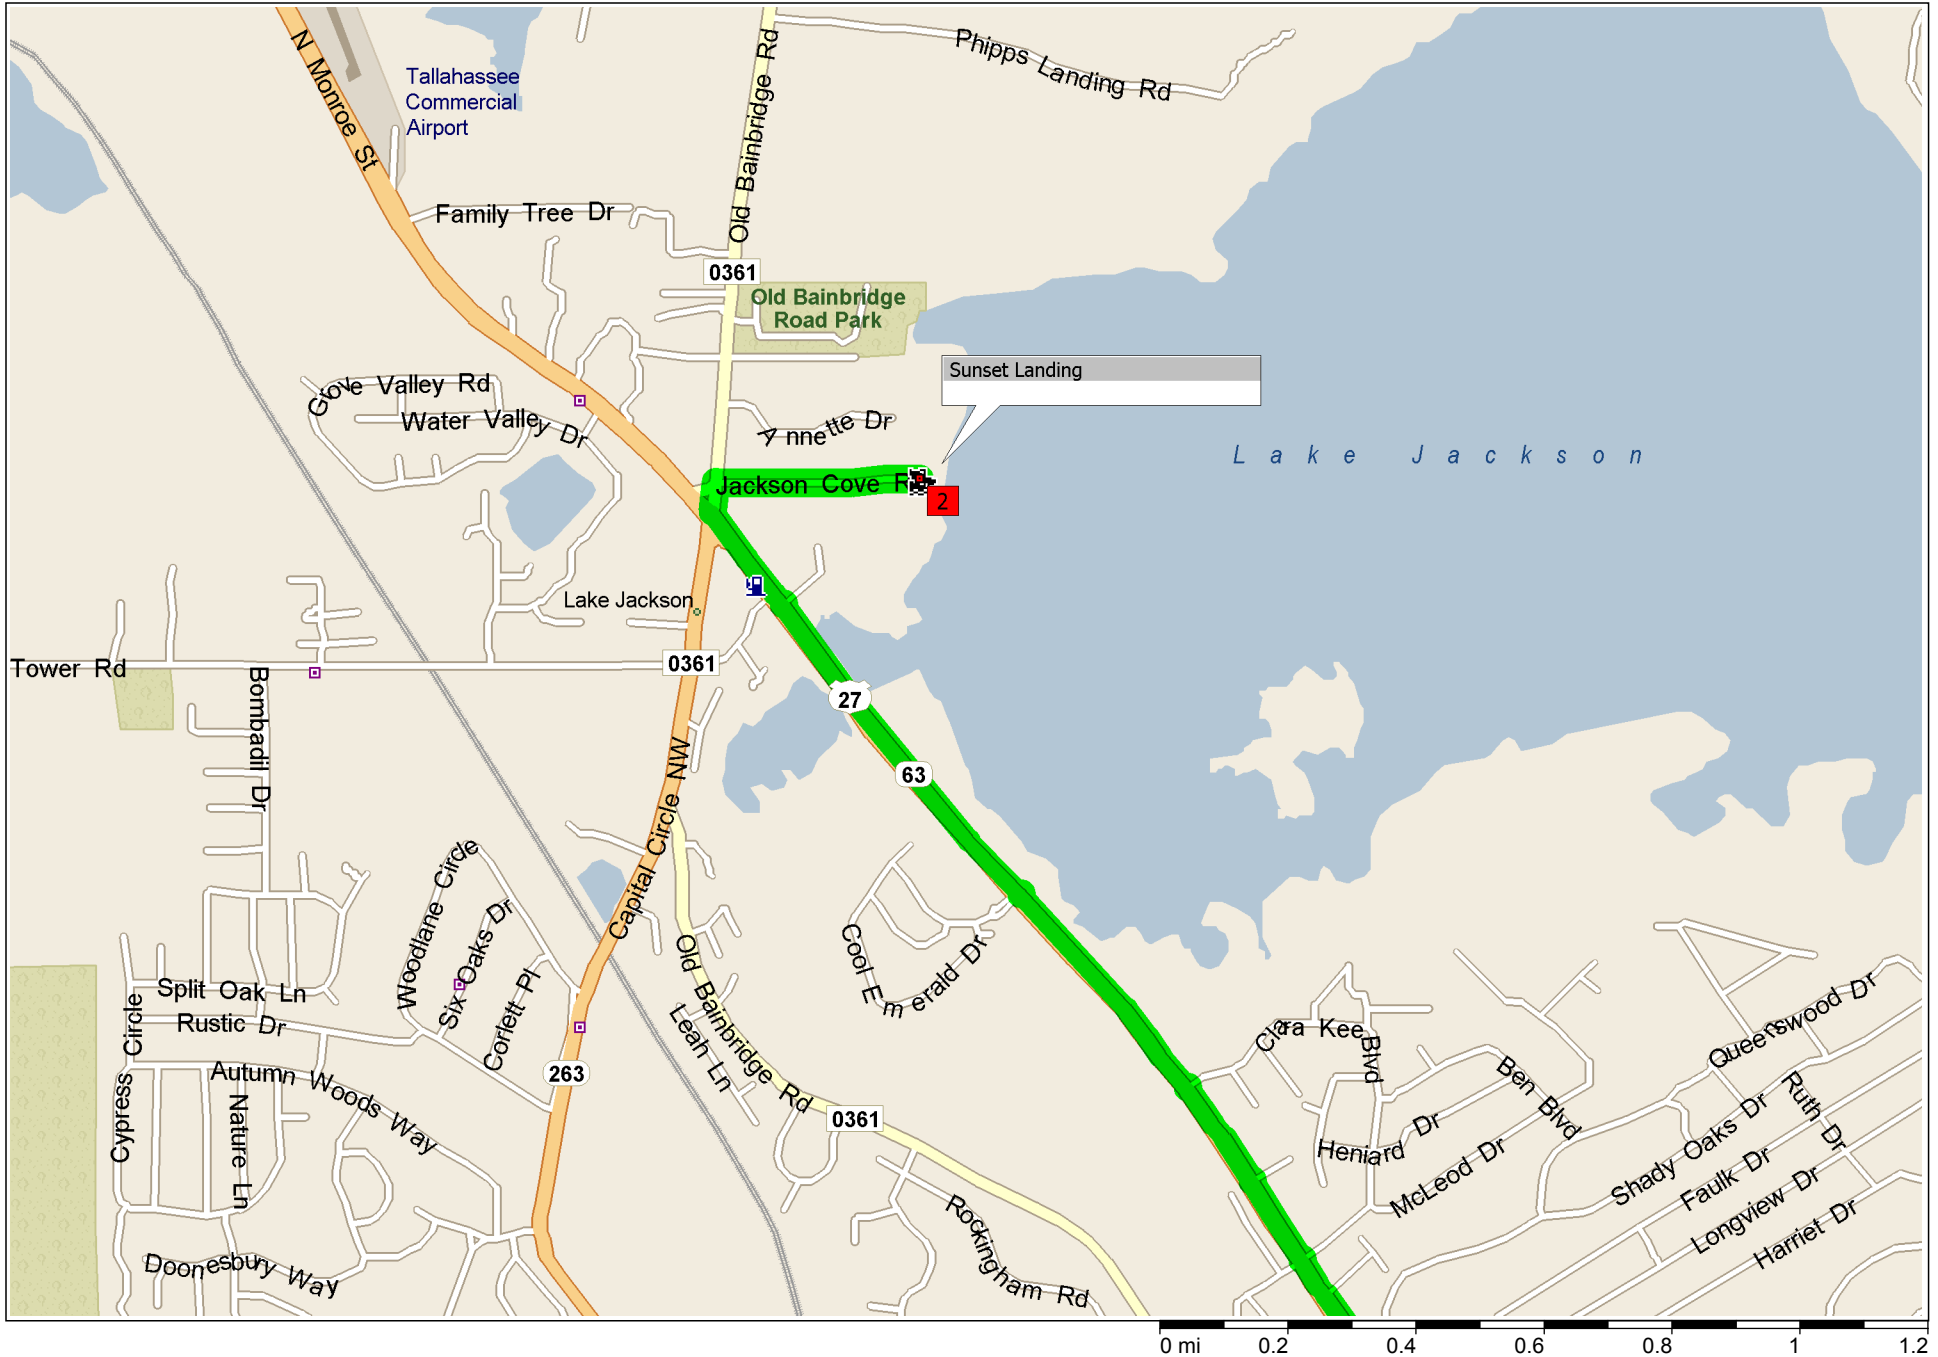 Phipps Landing Rd
N Monroe St
Tallahassee
Commercial
Airport
Old Bainbridge Rd
Family Tree Dr
0361
Old Bainbridge
Road Park
Sunset Landing
Grove Valley Rd
Water Valley Dr
Annette Dr
Lake Jackson
Jackson Cove R
2
Lake Jackson
0361
Tower Rd
27
Bombadil Dr
63
Capital Circle NW
Woodlane Circle
Six Oaks Dr
Old Bainbridge Rd
Cool Emerald Dr
Corlett Pl
Split Oak Ln
Rustic Dr
Cypress Circle
Leah Ln
Clara Kee Blvd
Queenswood Dr
263
Autumn Woods Way
Nature Ln
0361
Ben Blvd
Ruth Dr
Heniard Dr
McLeod Dr
Shady Oaks Dr
Faulk Dr
Longview Dr
Harriet Dr
Rockingham Rd
Doonesbury Way
0 mi 0.2 0.4 0.6 0.8 1 1.2